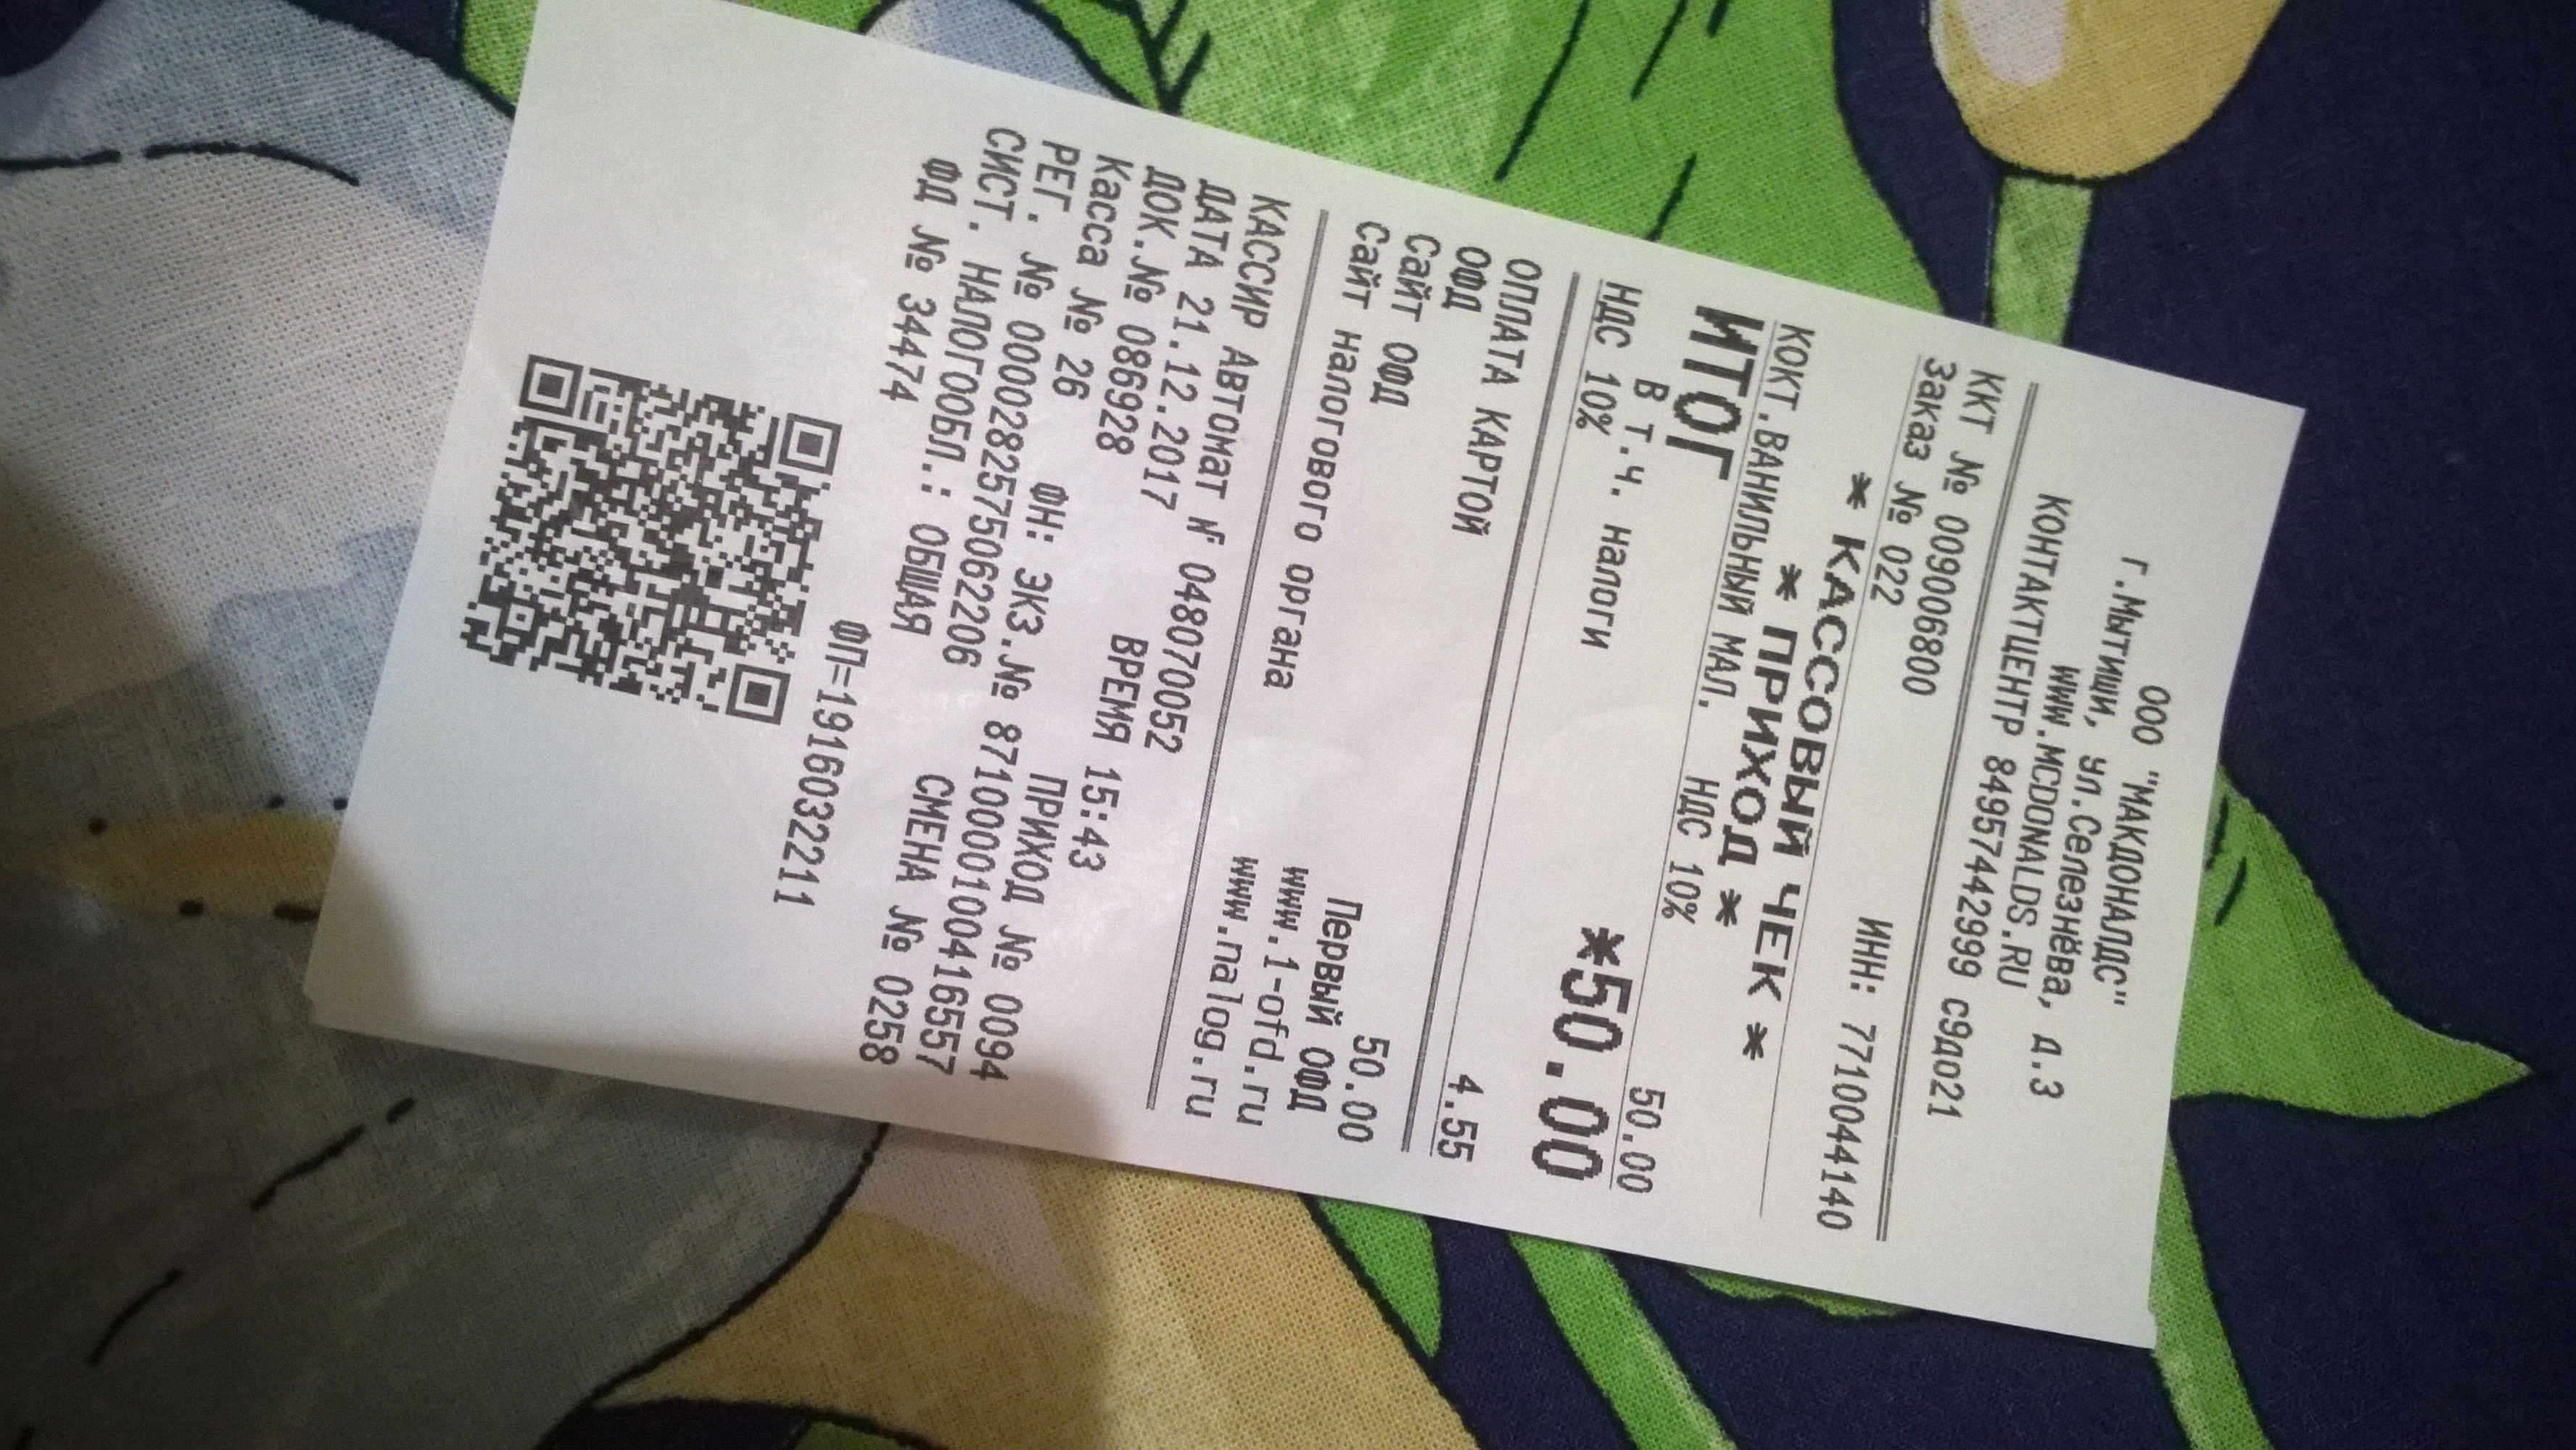 ООО "МАКДОНАЛДС"
г.Мытищи, ул.Селезнёва, д.3
www.MCDONALDS.RU
КОНТАКТЦЕНТР 84957442999 с9до21
ККТ № 009006800 ИНН: 7710044140
Заказ № 022
* КАССОВЫЙ ЧЕК *
* ПРИХОД *
КОКТ.ВАНИЛЬНЫЙ МАЛ. НДС 10% 50.00
ИТОГ *50.00
В т.ч. налоги
НДС 10% 4.55
ОПЛАТА КАРТОЙ 50.00
ОФД Первый ОФД
Сайт ОФД www.1-ofd.ru
Сайт налогового органа www.nalog.ru
КАССИР Автомат № 048070052
ДАТА 21.12.2017 ВРЕМЯ 15:43
ДОК.№ 086928 ПРИХОД № 0094
Касса № 26 ФН: ЭКЗ.№ 8710000100416557
РЕГ. № 0000282575062206 СМЕНА № 0258
СИСТ. НАЛОГООБЛ.: ОБЩАЯ
ФД № 34474 ФП=1916032211